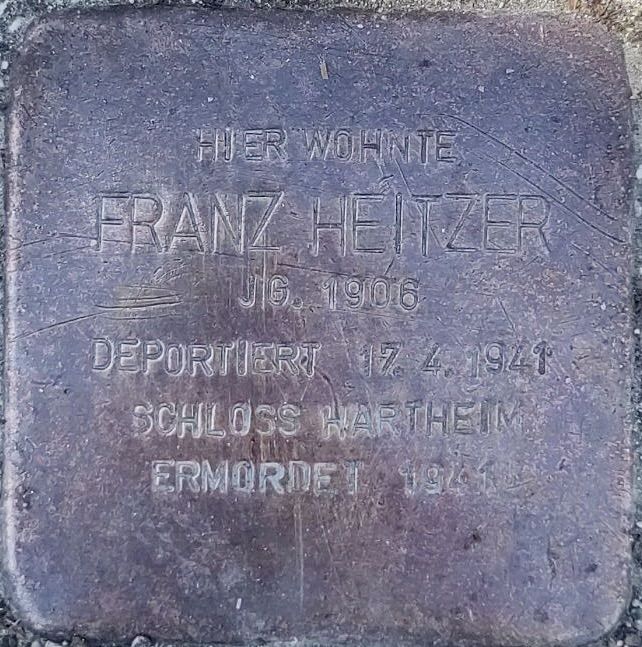 HIER WOHNTE
FRANZ HEITZER
JG. 1906
DEPORTIERT 17. 4. 1941
SCHLOSS HARTHEIM
ERMORDET 1941